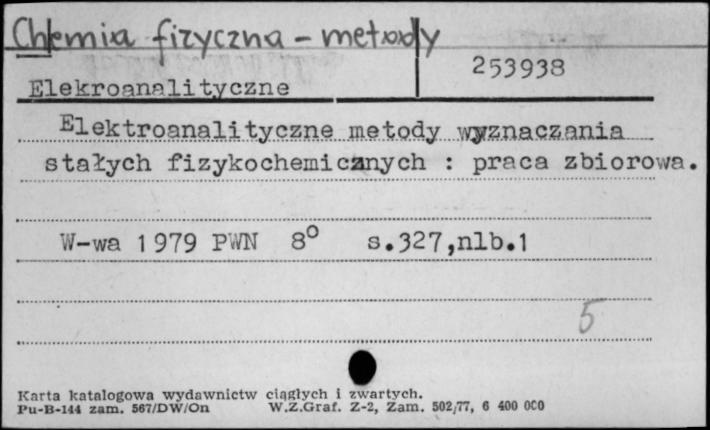 Chemia fizyczna - metody
253938
Elekroanalityczne
Elektroanalityczne metody wyznaczania
stałych fizykochemicznych : praca zbiorowa.
W-wa 1979 PWN 8° s.327,nlb.1
5
Karta katalogowa wydawnictw ciągłych i zwartych.
Pu-B-144 zam. 567/DW/On W.Z.Graf. Z-2, Zam. 502/77, 6 400 000